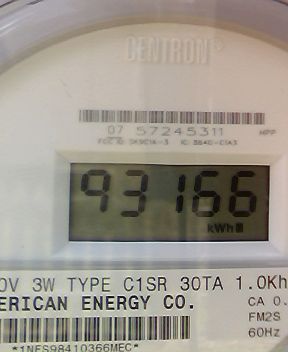 CENTRON®
07 57245311 HPP
93166
kWh
0V 3W TYPE C1SR 30TA 1.0Kh
ERICAN ENERGY CO.
CA 0.
FM2S
60Hz
*1NFS98410366MEC*